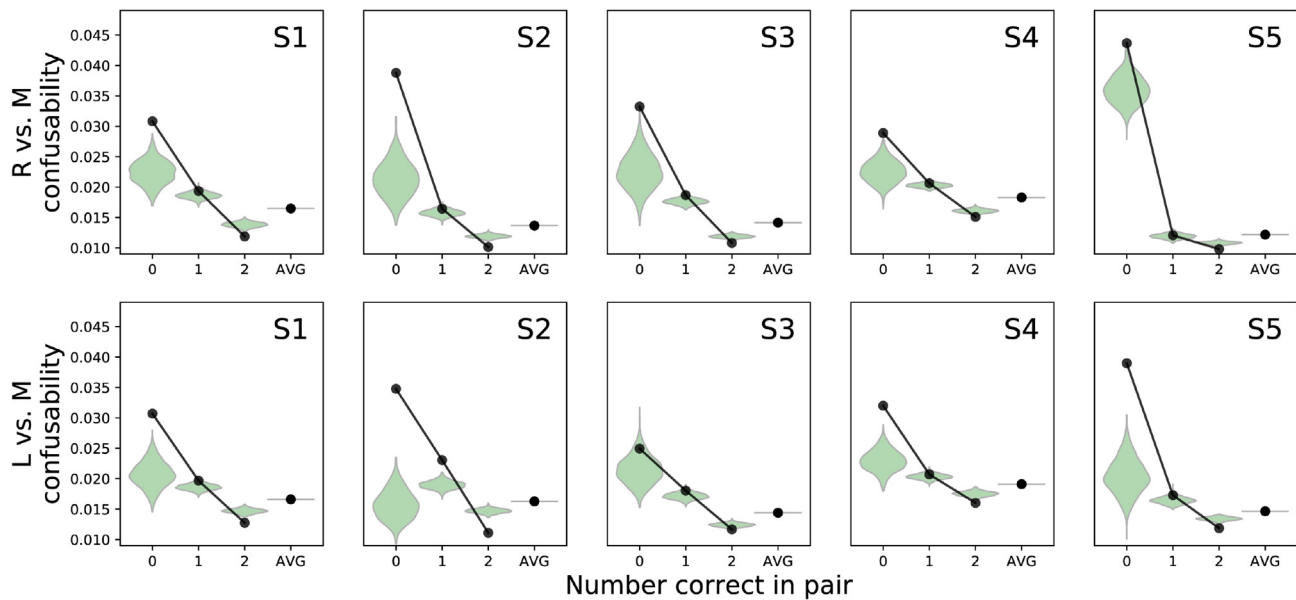 R vs. M
confusability
0.045
0.040
0.035
0.030
0.025
0.020
0.015
0.010
S1
0 1 2 AVG
S2
0 1 2 AVG
S3
0 1 2 AVG
S4
0 1 2 AVG
S5
0 1 2 AVG
L vs. M
confusability
0.045
0.040
0.035
0.030
0.025
0.020
0.015
0.010
S1
0 1 2 AVG
S2
0 1 2 AVG
S3
0 1 2 AVG
S4
0 1 2 AVG
S5
0 1 2 AVG
Number correct in pair